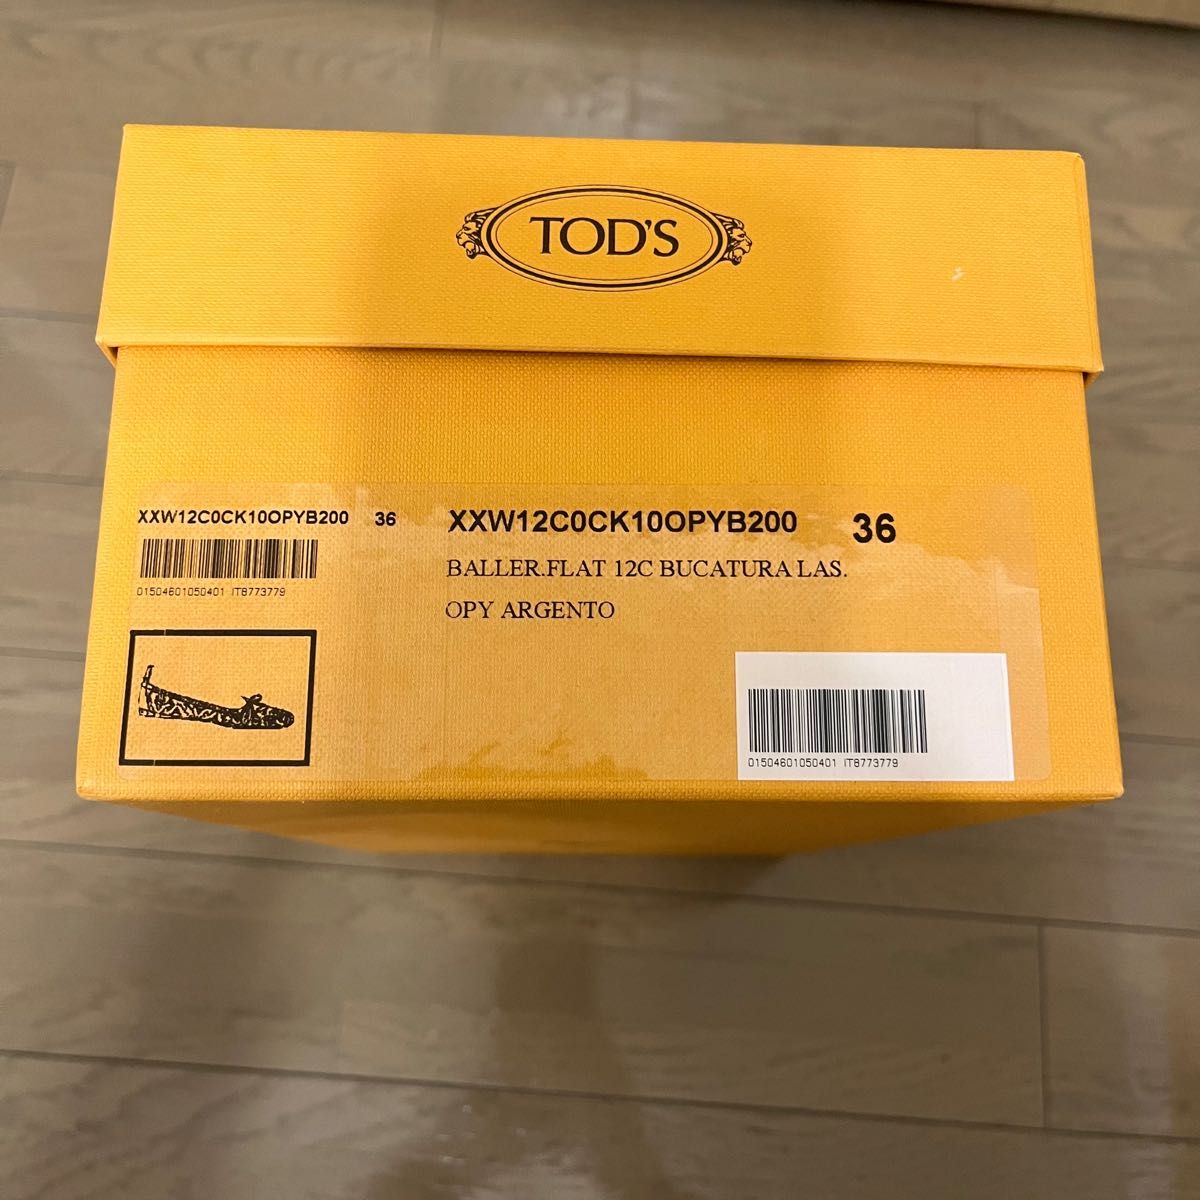 TOD'S
XXW12C0CK10OPYB200 36
01504601050401 IT8773779
XXW12C0CK10OPYB200 36
BALLER.FLAT 12C BUCATURA LAS.
OPY ARGENTO
01504601050401 IT8773779